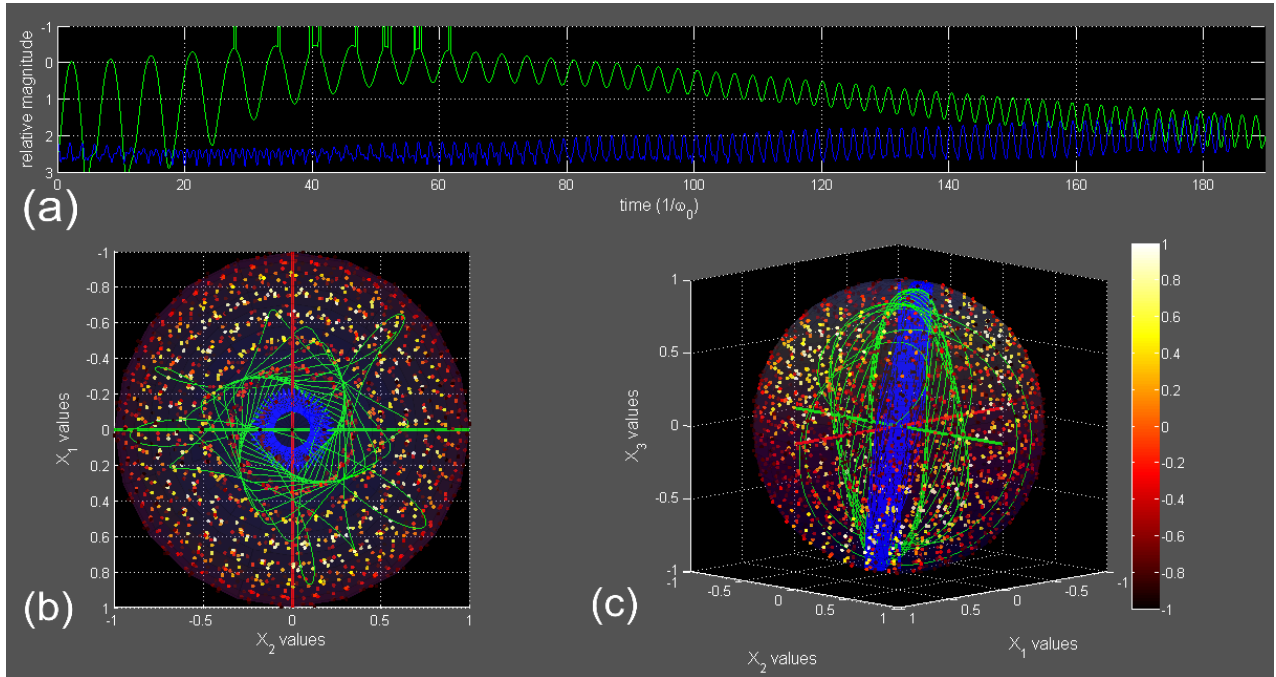 -1
0
1
2
3
relative magnitude
0 20 40 60 80 100 120 140 160 180
time (1/ω₀)
(a)
-1
-0.8
-0.6
-0.4
-0.2
0
0.2
0.4
0.6
0.8
1
X₁ values
-1 -0.5 0 0.5 1
X₂ values
(b)
1
0.5
0
-0.5
-1
X₃ values
-0.5 0 0.5 1
X₂ values
1 0.5 0 -0.5 -1
X₁ values
(c)
1
0.8
0.6
0.4
0.2
0
-0.2
-0.4
-0.6
-0.8
-1